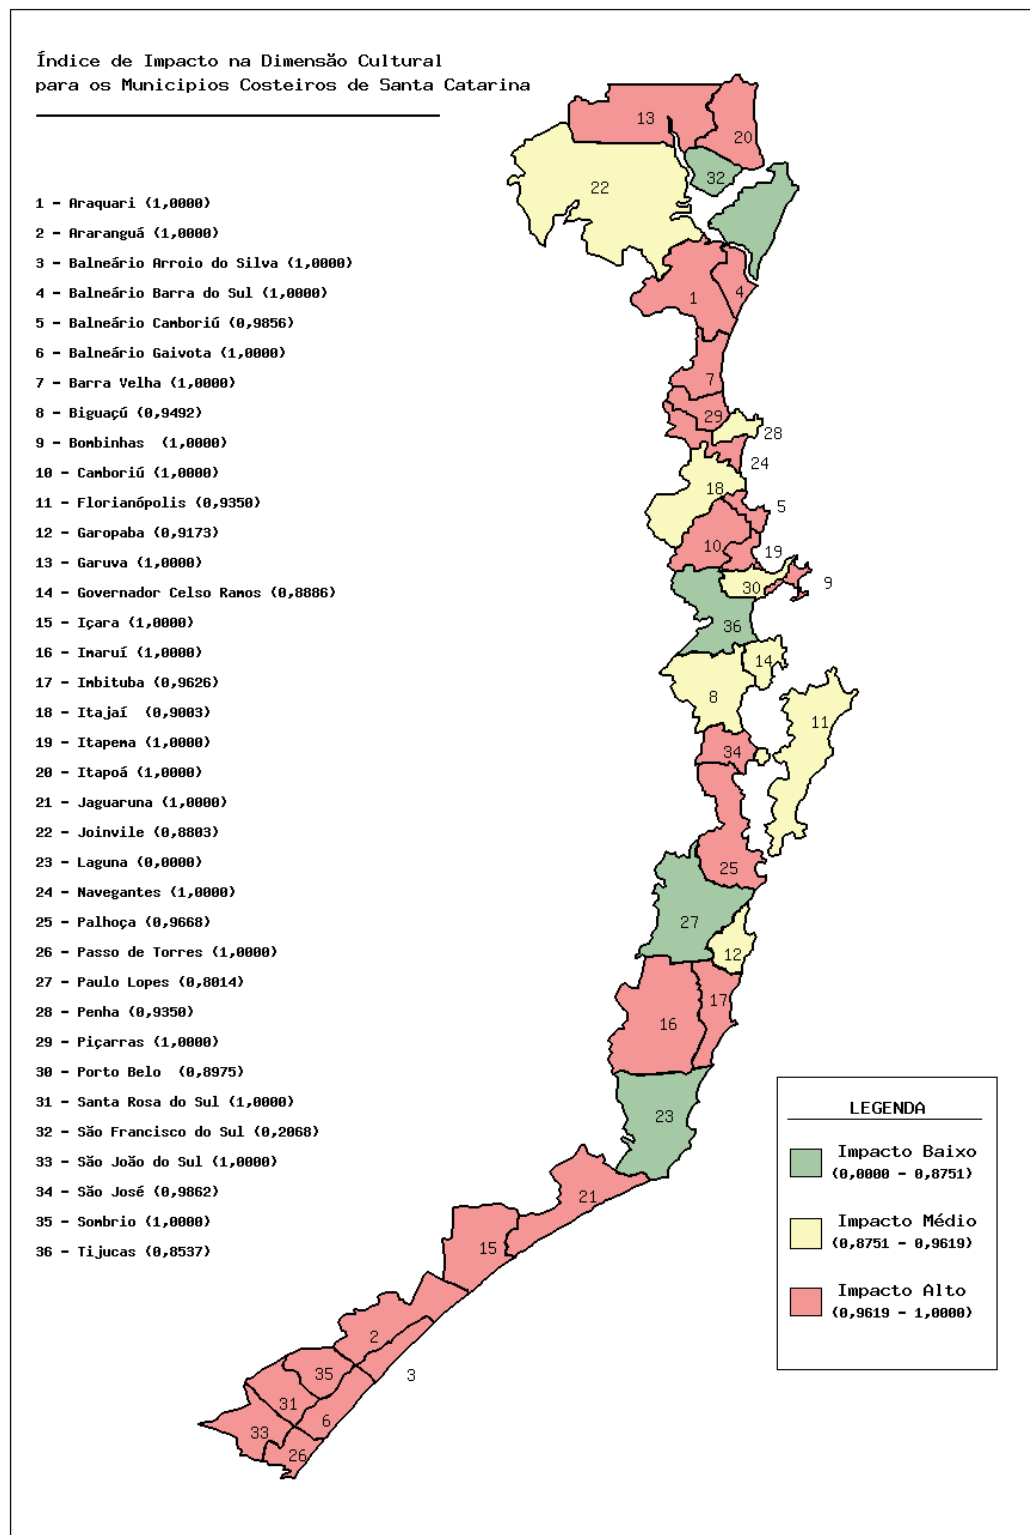 Índice de Impacto na Dimensão Cultural
para os Municipios Costeiros de Santa Catarina
1 - Araquari (1,0000)
2 - Araranguá (1,0000)
3 - Balneário Arroio do Silva (1,0000)
4 - Balneário Barra do Sul (1,0000)
5 - Balneário Camboriú (0,9856)
6 - Balneário Gaivota (1,0000)
7 - Barra Velha (1,0000)
8 - Biguaçú (0,9492)
9 - Bombinhas (1,0000)
10 - Camboriú (1,0000)
11 - Florianópolis (0,9350)
12 - Garopaba (0,9173)
13 - Garuva (1,0000)
14 - Governador Celso Ramos (0,8886)
15 - Içara (1,0000)
16 - Imaruí (1,0000)
17 - Imbituba (0,9626)
18 - Itajaí (0,9003)
19 - Itapema (1,0000)
20 - Itapoá (1,0000)
21 - Jaguaruna (1,0000)
22 - Joinvile (0,8803)
23 - Laguna (0,0000)
24 - Navegantes (1,0000)
25 - Palhoça (0,9668)
26 - Passo de Torres (1,0000)
27 - Paulo Lopes (0,8014)
28 - Penha (0,9350)
29 - Piçarras (1,0000)
30 - Porto Belo (0,8975)
31 - Santa Rosa do Sul (1,0000)
32 - São Francisco do Sul (0,2068)
33 - São João do Sul (1,0000)
34 - São José (0,9862)
35 - Sombrio (1,0000)
36 - Tijucas (0,8537)
13
20
32
22
1
4
7
29
28
24
18
5
10
19
30
9
36
14
8
11
34
25
27
12
17
16
23
21
15
2
3
35
31
6
33
26
LEGENDA
Impacto Baixo
(0,0000 - 0,8751)
Impacto Médio
(0,8751 - 0,9619)
Impacto Alto
(0,9619 - 1,0000)